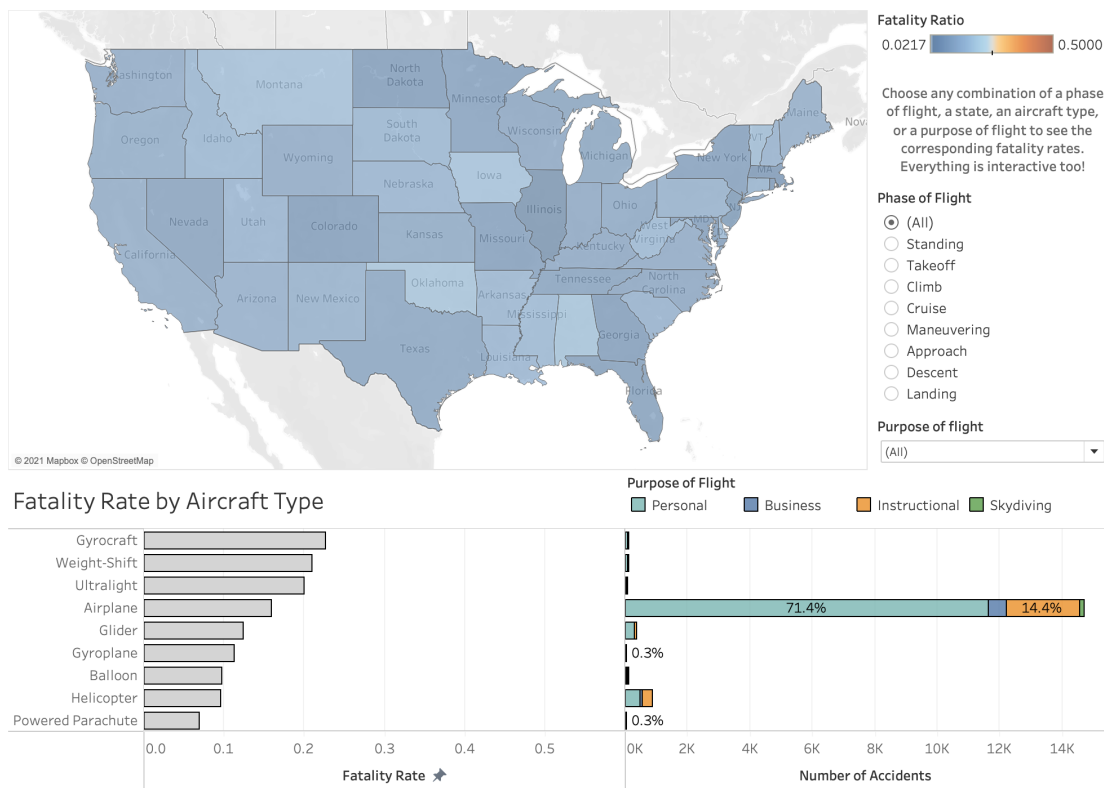 Washington
Montana
North
Dakota
Minnesota
Maine
Nov
Oregon
Idaho
South
Dakota
Wisconsin
VT
Wyoming
Michigan
New York
MA
Iowa
Nebraska
Illinois
Ohio
NJ
Nevada
Utah
Colorado
Kansas
Missouri
West
Virginia
MD
DE
California
Kentucky
Oklahoma
Tennessee
North
Carolina
Arizona
New Mexico
Arkansas
Mississippi
Georgia
SC
Texas
Louisiana
Florida
© 2021 Mapbox © OpenStreetMap
Fatality Ratio
0.0217 0.5000
Choose any combination of a phase
of flight, a state, an aircraft type,
or a purpose of flight to see the
corresponding fatality rates.
Everything is interactive too!
Phase of Flight
(All)
Standing
Takeoff
Climb
Cruise
Maneuvering
Approach
Descent
Landing
Purpose of flight
(All)
Fatality Rate by Aircraft Type
Purpose of Flight
Personal Business Instructional Skydiving
Gyrocraft
Weight-Shift
Ultralight
Airplane 71.4% 14.4%
Glider
Gyroplane 0.3%
Balloon
Helicopter
Powered Parachute 0.3%
0.0 0.1 0.2 0.3 0.4 0.5 0K 2K 4K 6K 8K 10K 12K 14K
Fatality Rate Number of Accidents